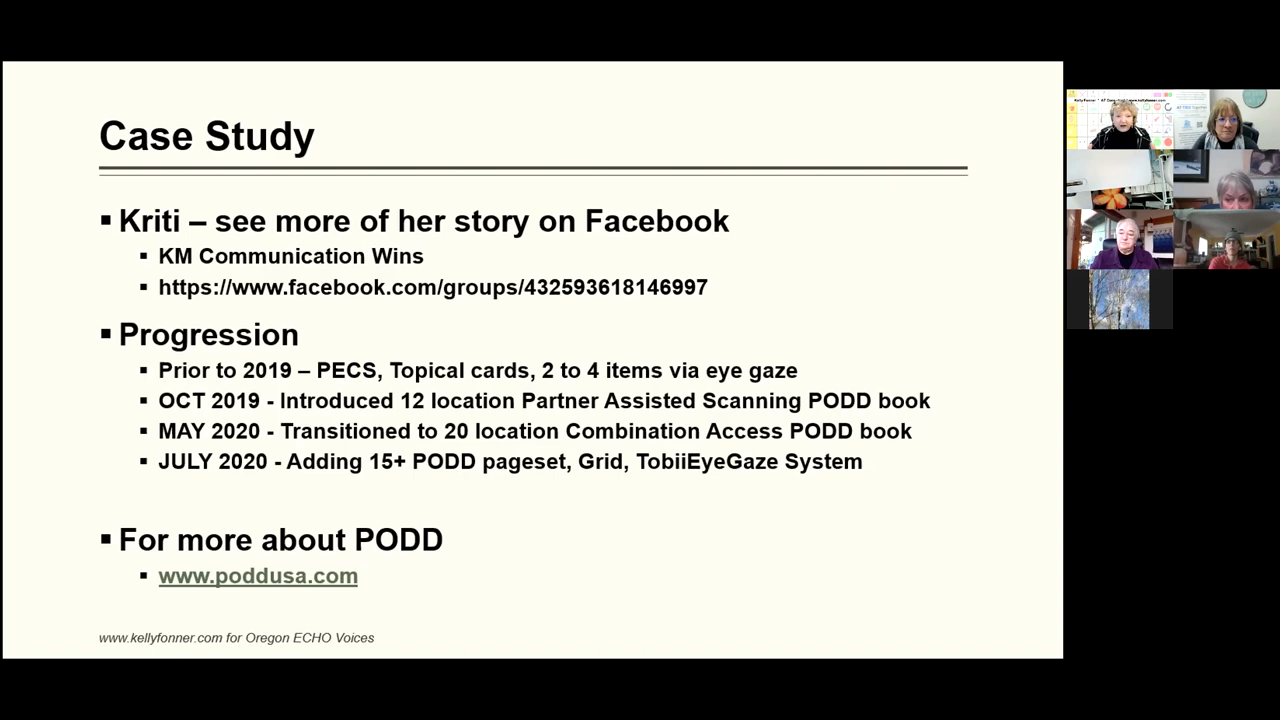 Case Study
Kriti – see more of her story on Facebook
KM Communication Wins
https://www.facebook.com/groups/432593618146997
Progression
Prior to 2019 – PECS, Topical cards, 2 to 4 items via eye gaze
OCT 2019 - Introduced 12 location Partner Assisted Scanning PODD book
MAY 2020 - Transitioned to 20 location Combination Access PODD book
JULY 2020 - Adding 15+ PODD pageset, Grid, TobiiEyeGaze System
For more about PODD
www.poddusa.com
www.kellyfonner.com for Oregon ECHO Voices